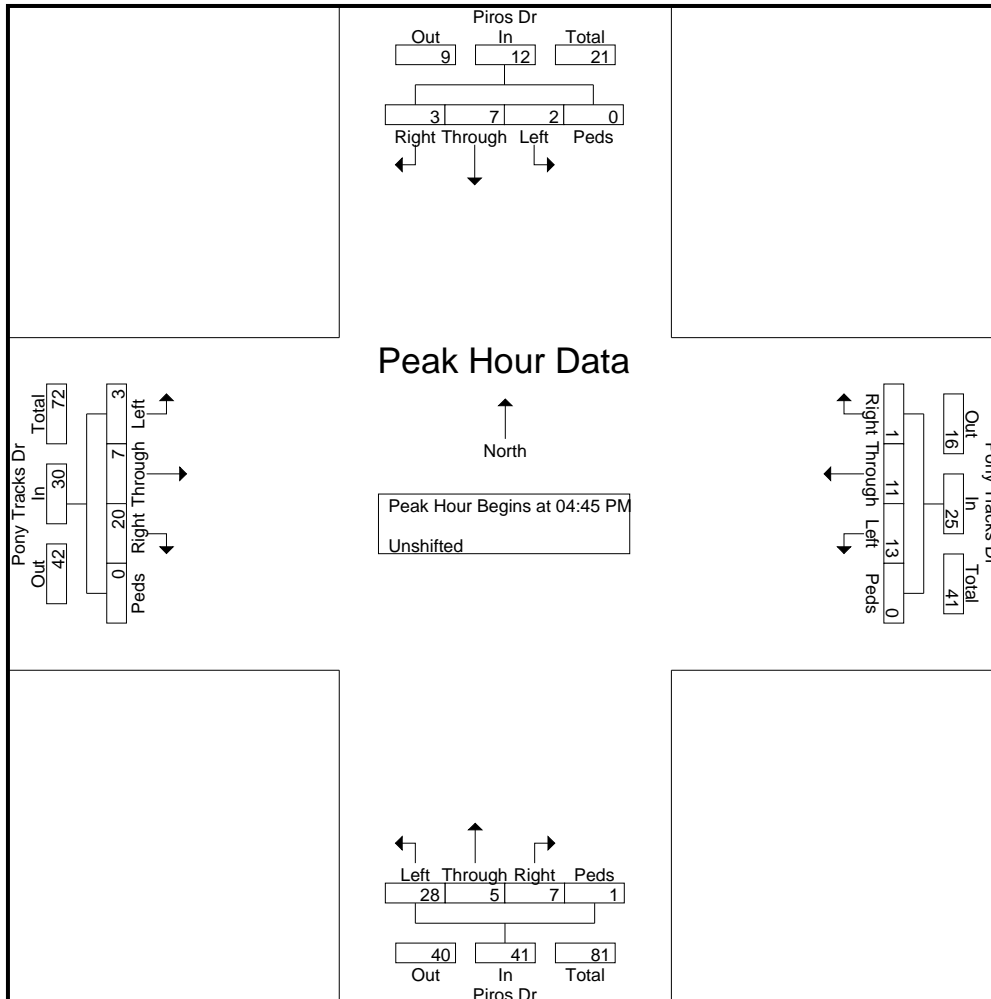 Piros Dr
Out In Total
9 12 21
3 7 2 0
Right Through Left Peds
Peak Hour Data
North
Peak Hour Begins at 04:45 PM
Unshifted
Pony Tracks Dr
Out In Total
42 30 72
3 7 20 0
Left Through Right Peds
Pony Tracks Dr
Out In Total
16 25 41
1 11 13 0
Right Through Left Peds
Left Through Right Peds
28 5 7 1
40 41 81
Out In Total
Piros Dr